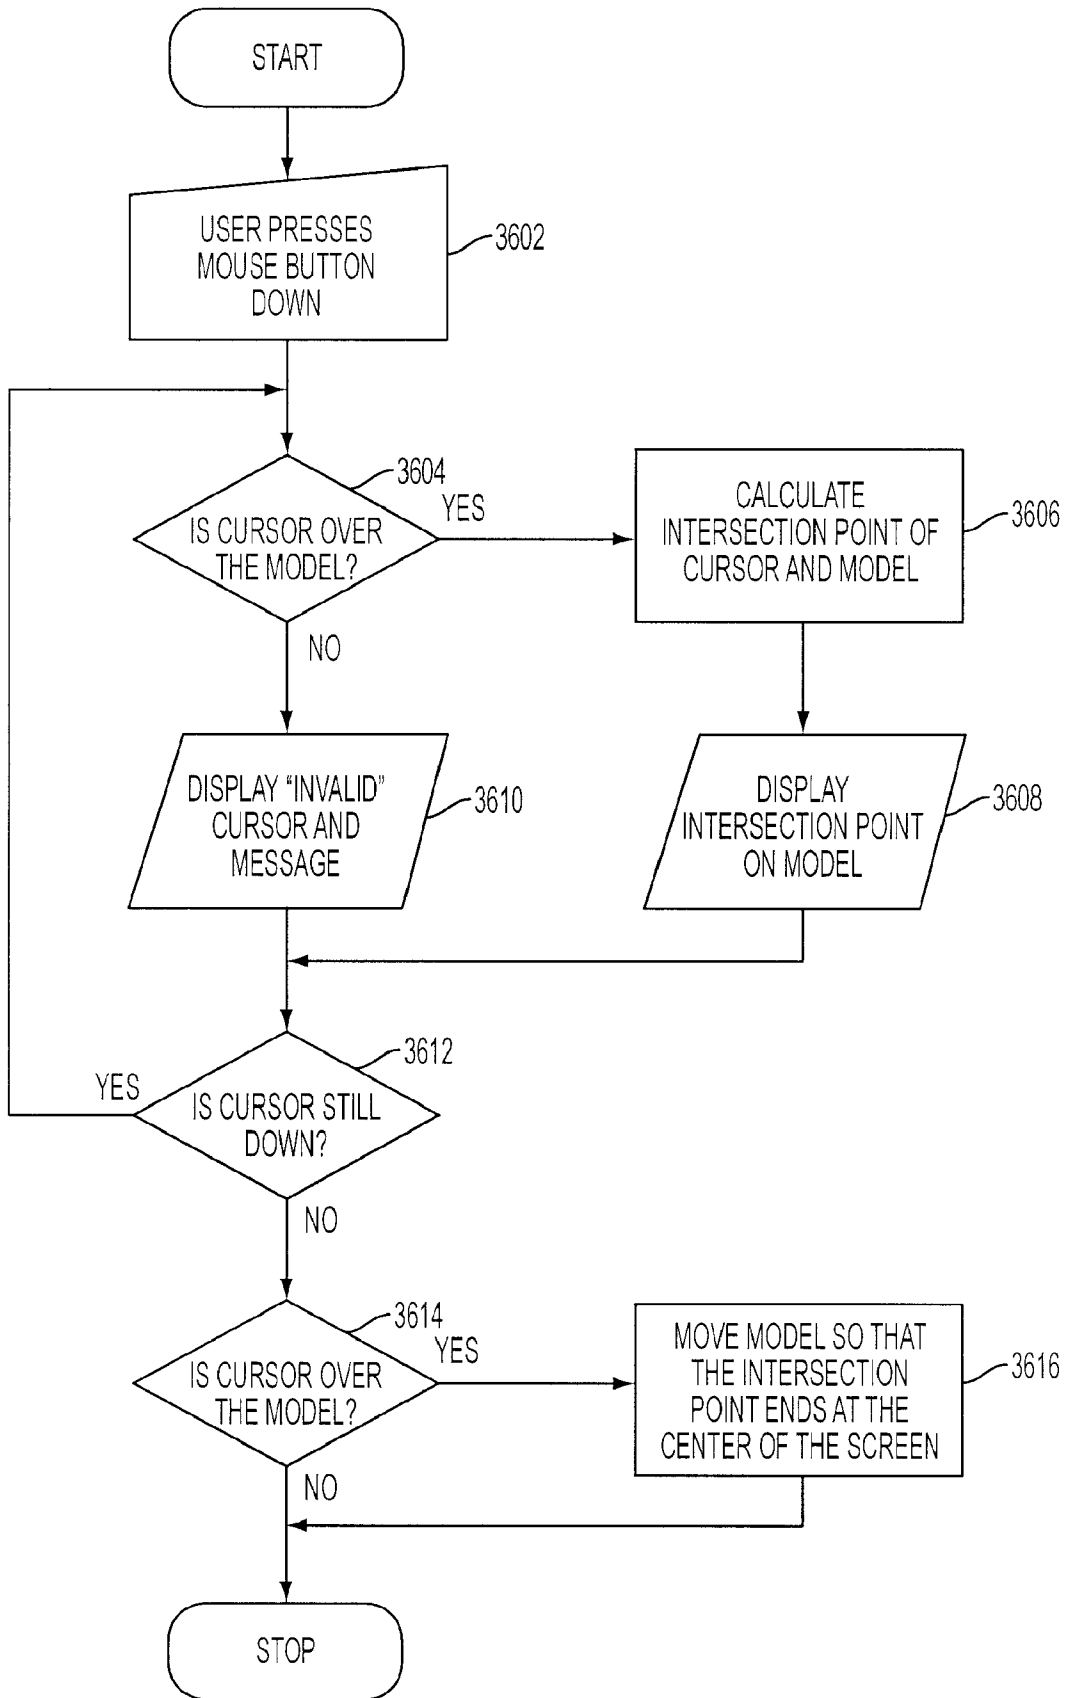 START
USER PRESSES
MOUSE BUTTON
DOWN
3602
3604
IS CURSOR OVER
THE MODEL?
YES
NO
CALCULATE
INTERSECTION POINT OF
CURSOR AND MODEL
3606
DISPLAY "INVALID"
CURSOR AND
MESSAGE
3610
DISPLAY
INTERSECTION POINT
ON MODEL
3608
3612
YES
IS CURSOR STILL
DOWN?
NO
3614
IS CURSOR OVER
THE MODEL?
YES
NO
MOVE MODEL SO THAT
THE INTERSECTION
POINT ENDS AT THE
CENTER OF THE SCREEN
3616
STOP